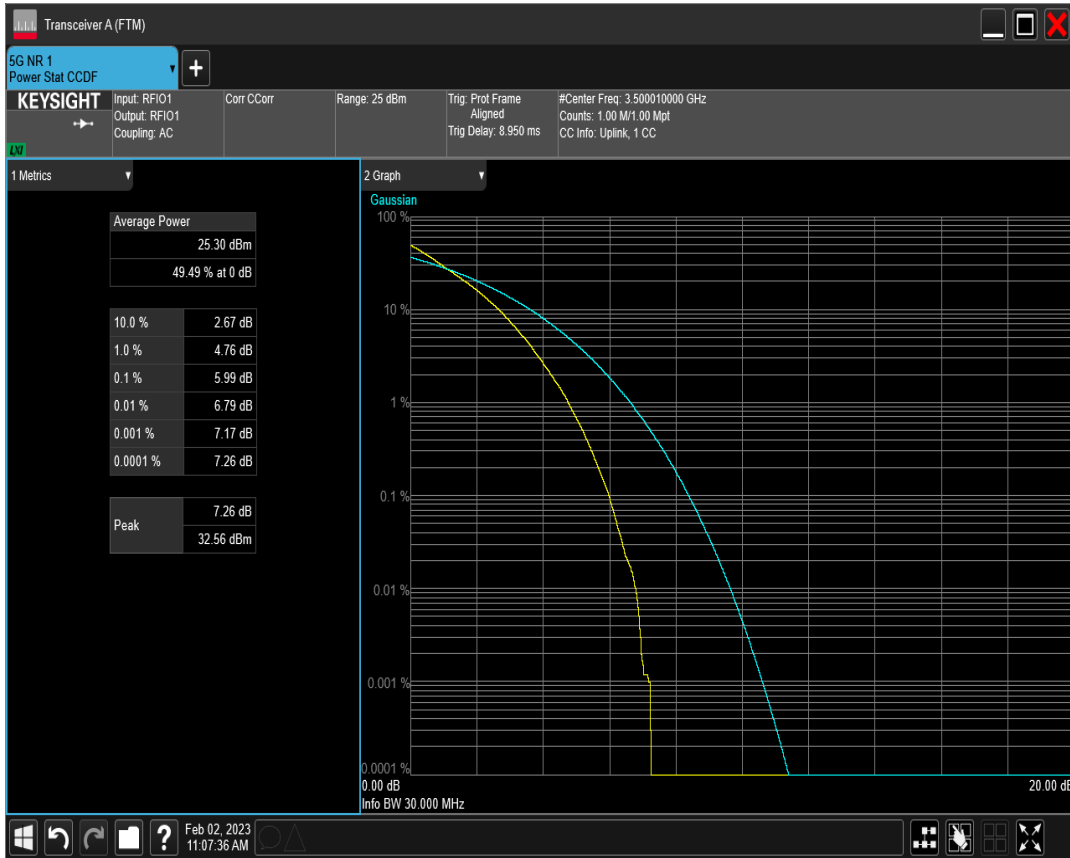 Transceiver A (FTM)
5G NR 1
Power Stat CCDF
KEYSIGHT
LXI
Input: RFIO1
Output: RFIO1
Coupling: AC
Corr CCorr
Range: 25 dBm
Trig: Prot Frame
Aligned
Trig Delay: 8.950 ms
#Center Freq: 3.500010000 GHz
Counts: 1.00 M/1.00 Mpt
CC Info: Uplink, 1 CC
1 Metrics
Average Power
25.30 dBm
49.49 % at 0 dB
10.0 % 2.67 dB
1.0 % 4.76 dB
0.1 % 5.99 dB
0.01 % 6.79 dB
0.001 % 7.17 dB
0.0001 % 7.26 dB
Peak 7.26 dB
32.56 dBm
2 Graph
Gaussian
100 %
10 %
1 %
0.1 %
0.01 %
0.001 %
0.0001 %
0.00 dB 20.00 dB
Info BW 30.000 MHz
? Feb 02, 2023
11:07:36 AM